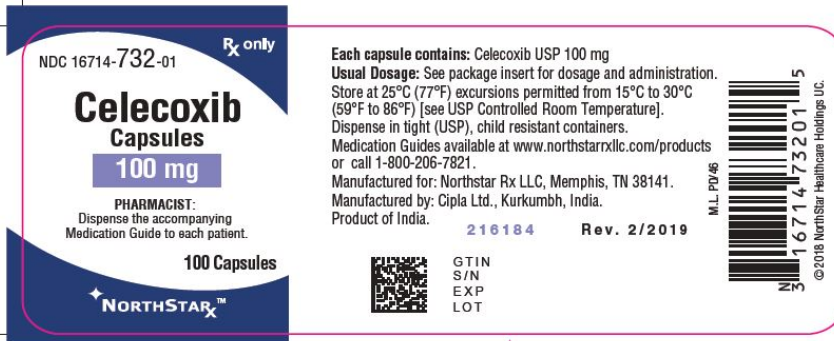 NDC 16714-732-01
Rx only
Celecoxib
Capsules
100 mg
PHARMACIST:
Dispense the accompanying
Medication Guide to each patient.
100 Capsules
NORTHSTARx™
Each capsule contains: Celecoxib USP 100 mg
Usual Dosage: See package insert for dosage and administration.
Store at 25°C (77°F) excursions permitted from 15°C to 30°C
(59°F to 86°F) [see USP Controlled Room Temperature].
Dispense in tight (USP), child resistant containers.
Medication Guides available at www.northstarrxllc.com/products
or call 1-800-206-7821.
Manufactured for: Northstar Rx LLC, Memphis, TN 38141.
Manufactured by: Cipla Ltd., Kurkumbh, India.
Product of India.
216184 Rev. 2/2019
GTIN
S/N
EXP
LOT
M.L. PD/46
N 3 16714 73201 5
©2018 NorthStar Healthcare Holdings UC.